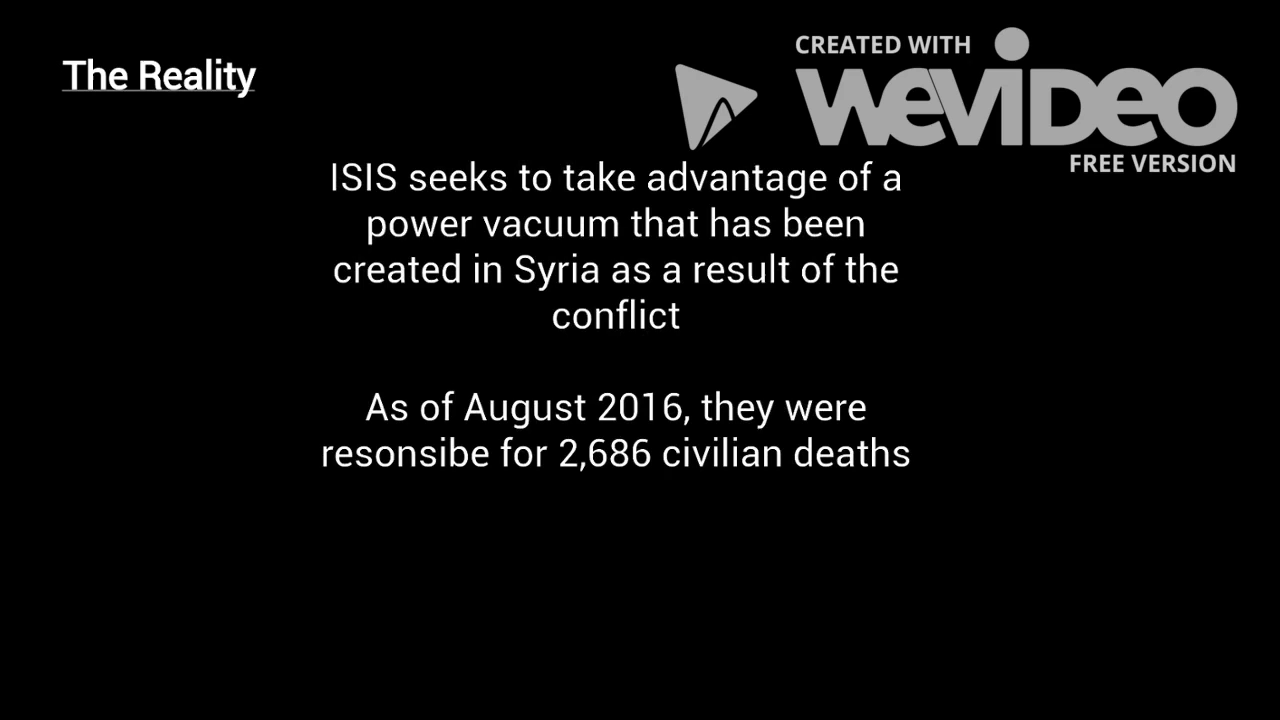 The Reality
CREATED WITH
WEVIDEO
FREE VERSION
ISIS seeks to take advantage of a
power vacuum that has been
created in Syria as a result of the
conflict
As of August 2016, they were
resonsibe for 2,686 civilian deaths